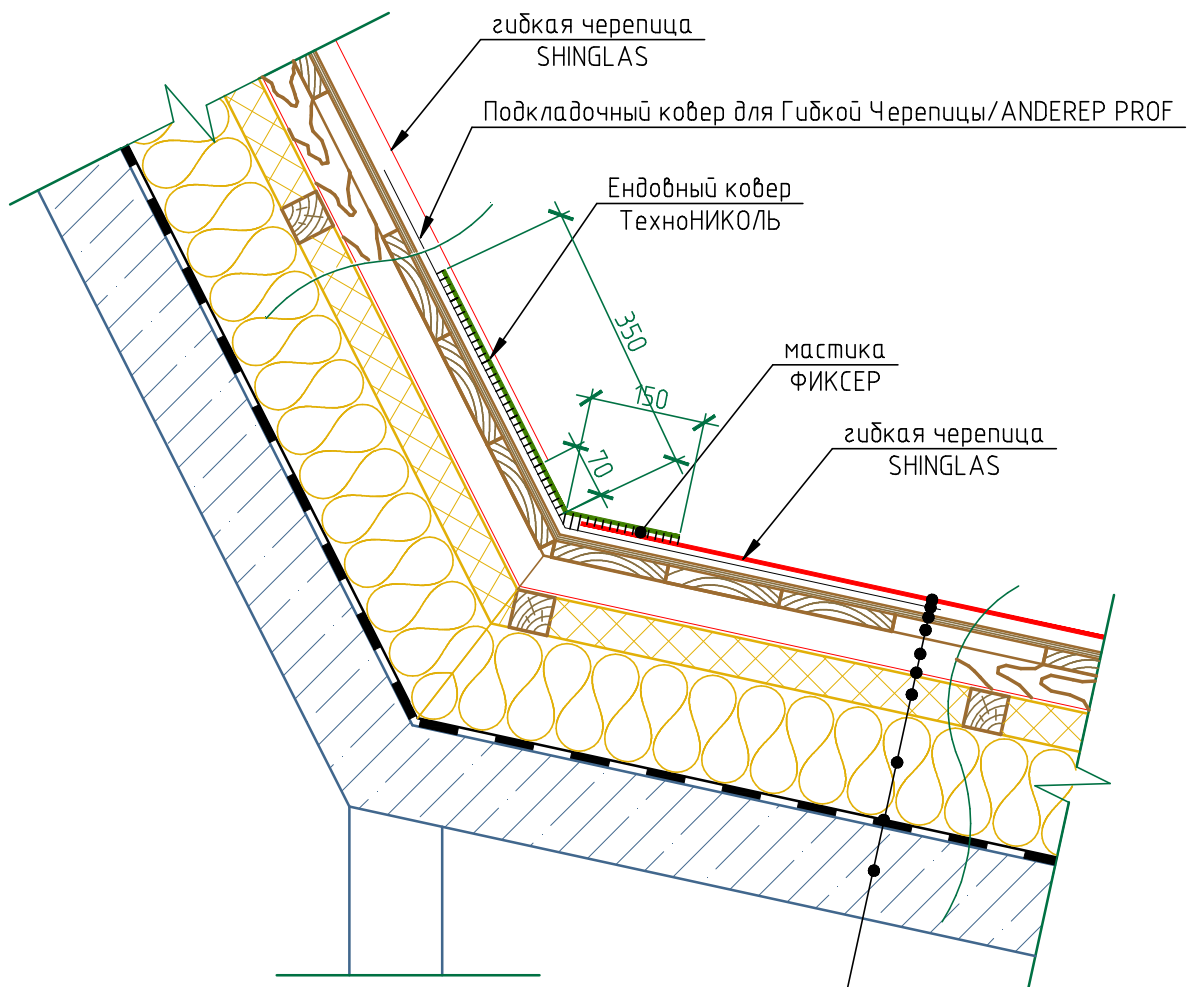 гибкая черепица
SHINGLAS
Подкладочный ковер для Гибкой Черепицы/ANDEREP PROF
Ендовный ковер
ТехноНИКОЛЬ
350
мастика
ФИКСЕР
150
гибкая черепица
SHINGLAS
70